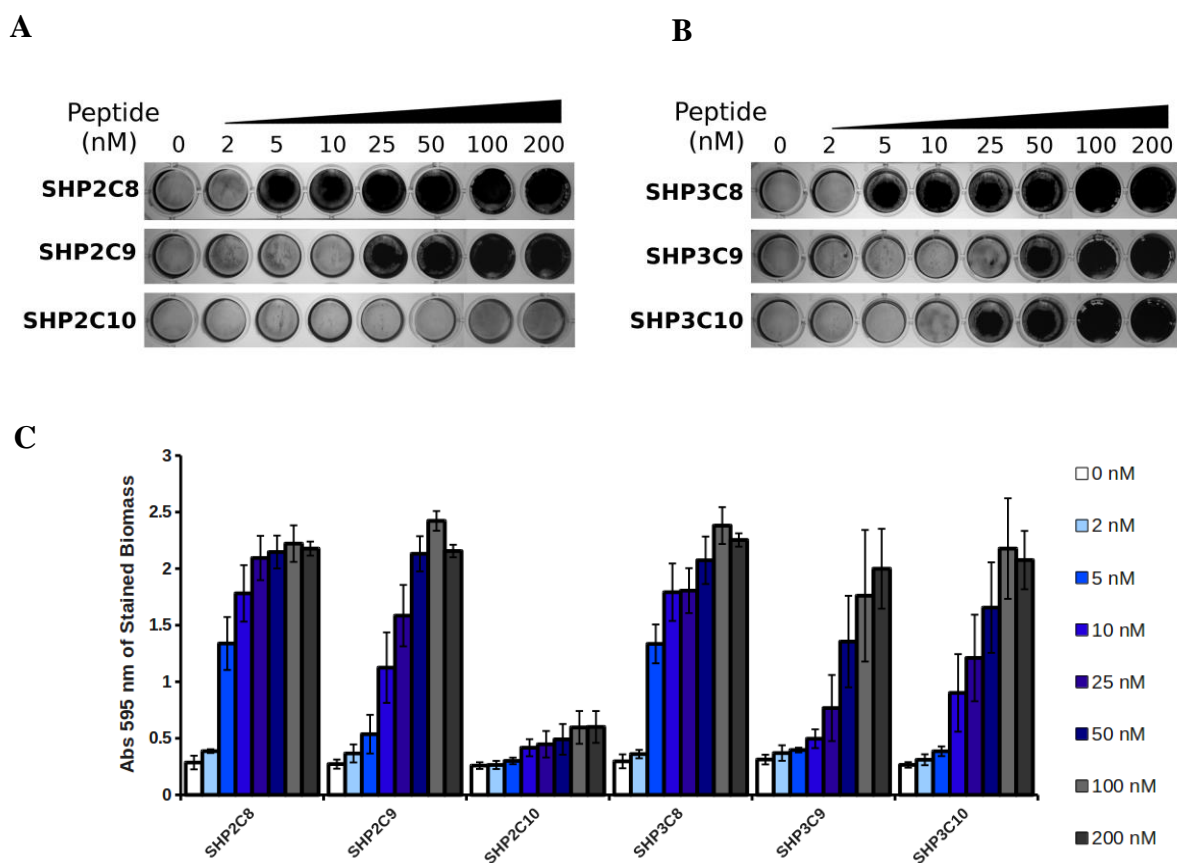 A
B
Peptide
(nM) 0 2 5 10 25 50 100 200
SHP2C8
SHP2C9
SHP2C10
Peptide
(nM) 0 2 5 10 25 50 100 200
SHP3C8
SHP3C9
SHP3C10
C
Abs 595 nm of Stained Biomass
3
2.5
2
1.5
1
0.5
0
SHP2C8
SHP2C9
SHP2C10
SHP3C8
SHP3C9
SHP3C10
0 nM
2 nM
5 nM
10 nM
25 nM
50 nM
100 nM
200 nM